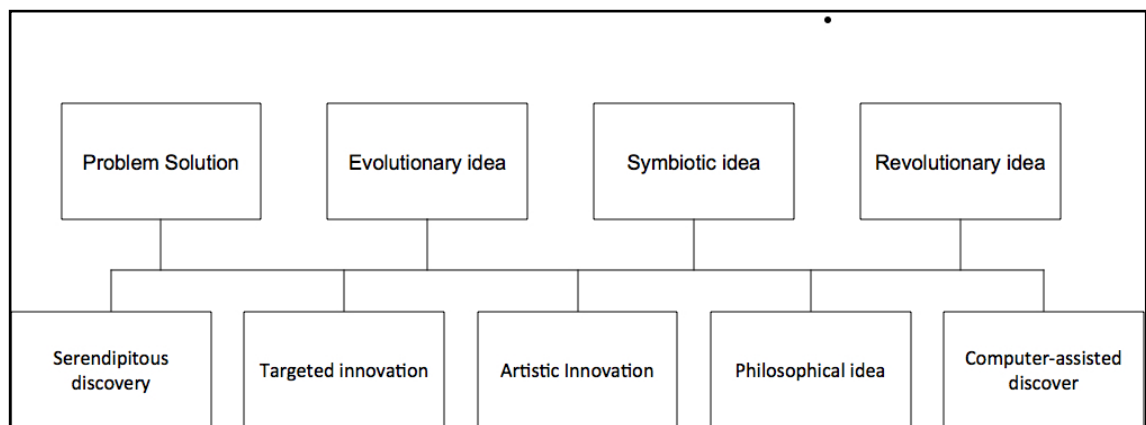 Problem Solution
Evolutionary idea
Symbiotic idea
Revolutionary idea
Serendipitous
discovery
Targeted innovation
Artistic Innovation
Philosophical idea
Computer-assisted
discover